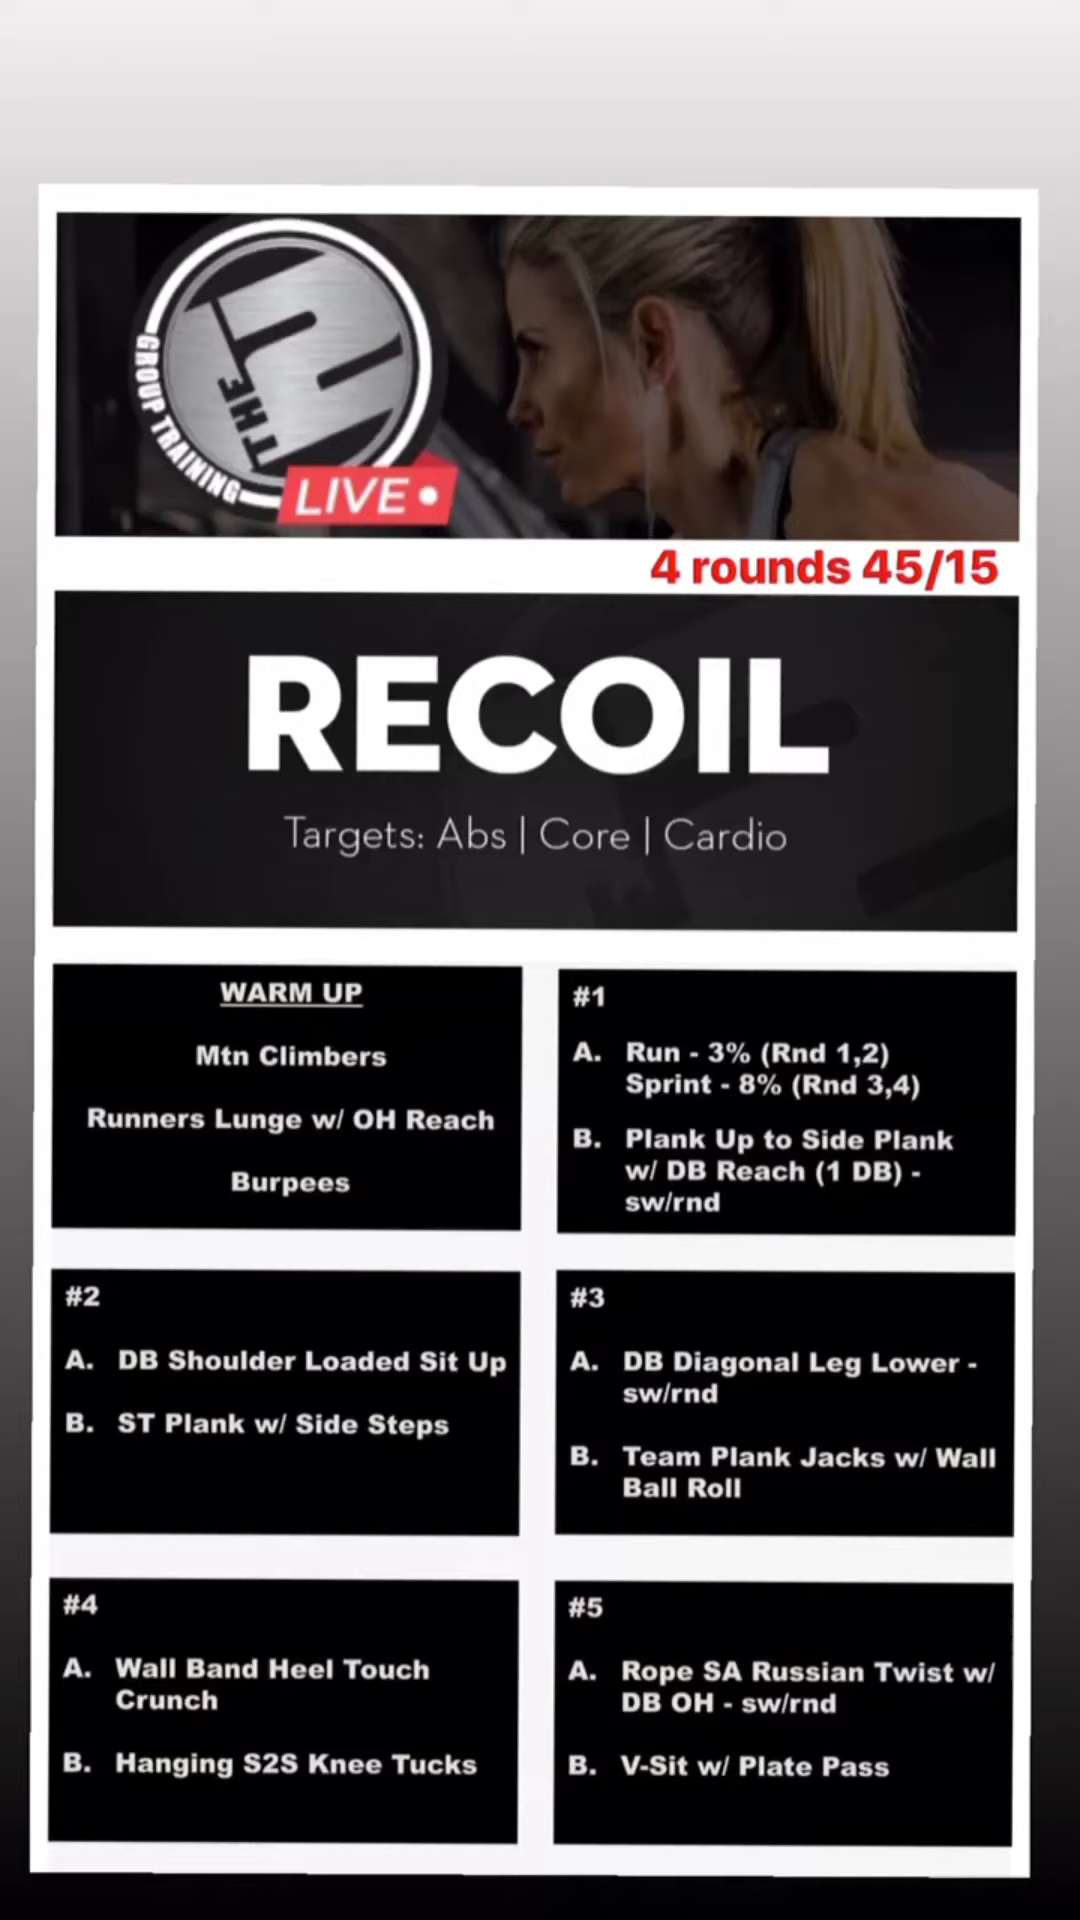 THE
GROUP TRAINING
LIVE
4 rounds 45/15
RECOIL
Targets: Abs | Core | Cardio
WARM UP
Mtn Climbers
Runners Lunge w/ OH Reach
Burpees
#1
A. Run - 3% (Rnd 1,2)
Sprint - 8% (Rnd 3,4)
B. Plank Up to Side Plank
w/ DB Reach (1 DB) -
sw/rnd
#2
A. DB Shoulder Loaded Sit Up
B. ST Plank w/ Side Steps
#3
A. DB Diagonal Leg Lower -
sw/rnd
B. Team Plank Jacks w/ Wall
Ball Roll
#4
A. Wall Band Heel Touch
Crunch
B. Hanging S2S Knee Tucks
#5
A. Rope SA Russian Twist w/
DB OH - sw/rnd
B. V-Sit w/ Plate Pass